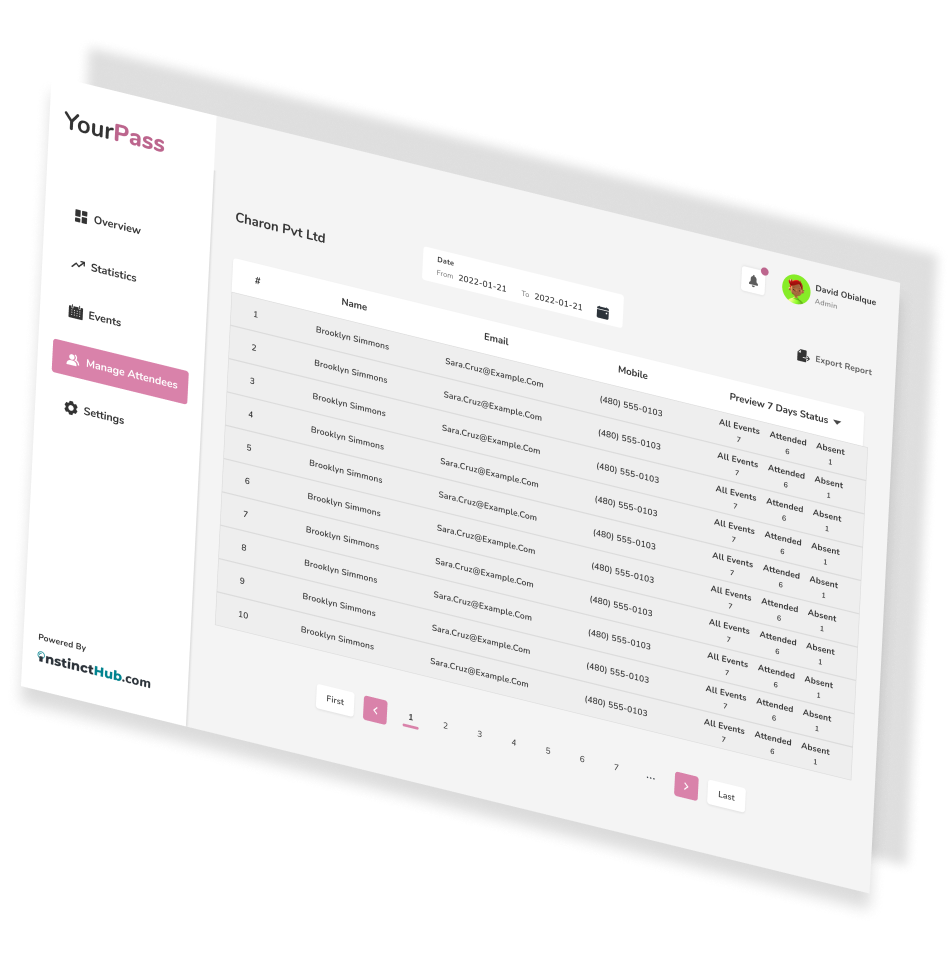 YourPass
Overview
Statistics
Events
Manage Attendees
Settings
Powered By
instinctHub.com
Charon Pvt Ltd
Date
From 2022-01-21 To 2022-01-21
David Obialque
Admin
Export Report
# Name Email Mobile Preview 7 Days Status
1 Brooklyn Simmons Sara.Cruz@Example.Com (480) 555-0103 All Events 7 Attended 6 Absent 1
2 Brooklyn Simmons Sara.Cruz@Example.Com (480) 555-0103 All Events 7 Attended 6 Absent 1
3 Brooklyn Simmons Sara.Cruz@Example.Com (480) 555-0103 All Events 7 Attended 6 Absent 1
4 Brooklyn Simmons Sara.Cruz@Example.Com (480) 555-0103 All Events 7 Attended 6 Absent 1
5 Brooklyn Simmons Sara.Cruz@Example.Com (480) 555-0103 All Events 7 Attended 6 Absent 1
6 Brooklyn Simmons Sara.Cruz@Example.Com (480) 555-0103 All Events 7 Attended 6 Absent 1
7 Brooklyn Simmons Sara.Cruz@Example.Com (480) 555-0103 All Events 7 Attended 6 Absent 1
8 Brooklyn Simmons Sara.Cruz@Example.Com (480) 555-0103 All Events 7 Attended 6 Absent 1
9 Brooklyn Simmons Sara.Cruz@Example.Com (480) 555-0103 All Events 7 Attended 6 Absent 1
10 Brooklyn Simmons Sara.Cruz@Example.Com (480) 555-0103 All Events 7 Attended 6 Absent 1
First < 1 2 3 4 5 6 7 ... > Last